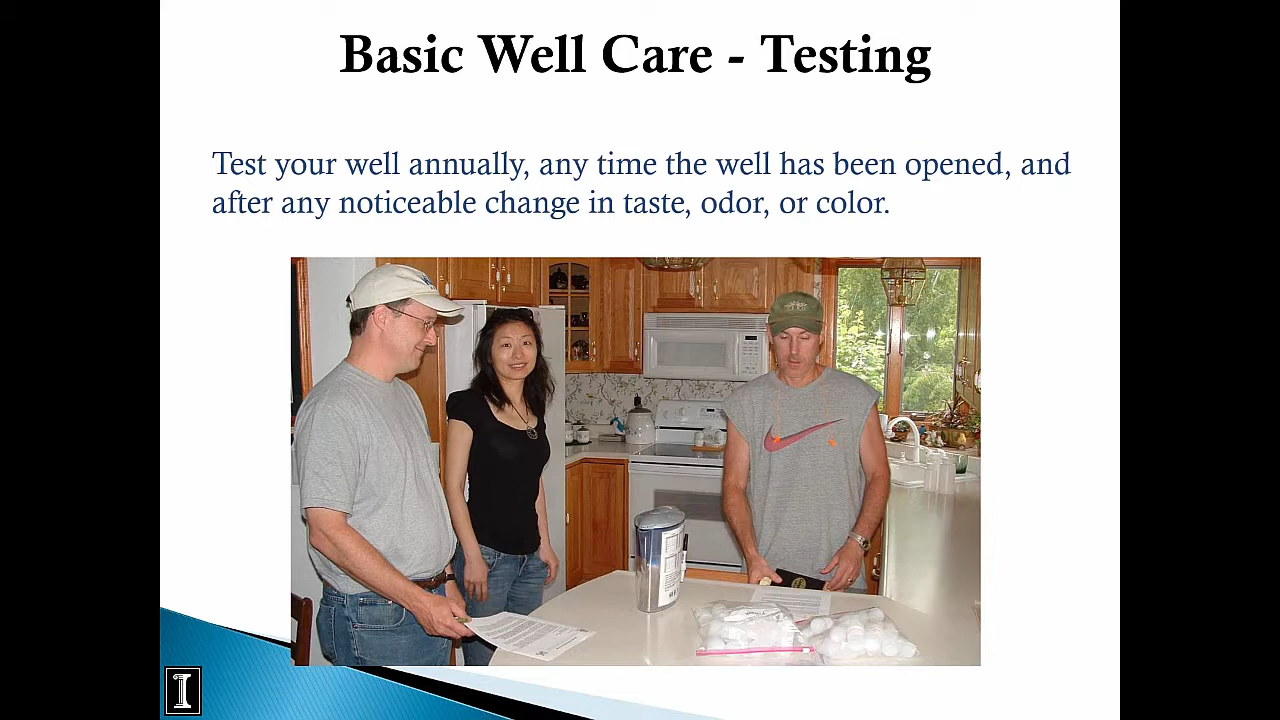 Basic Well Care - Testing
Test your well annually, any time the well has been opened, and
after any noticeable change in taste, odor, or color.
I